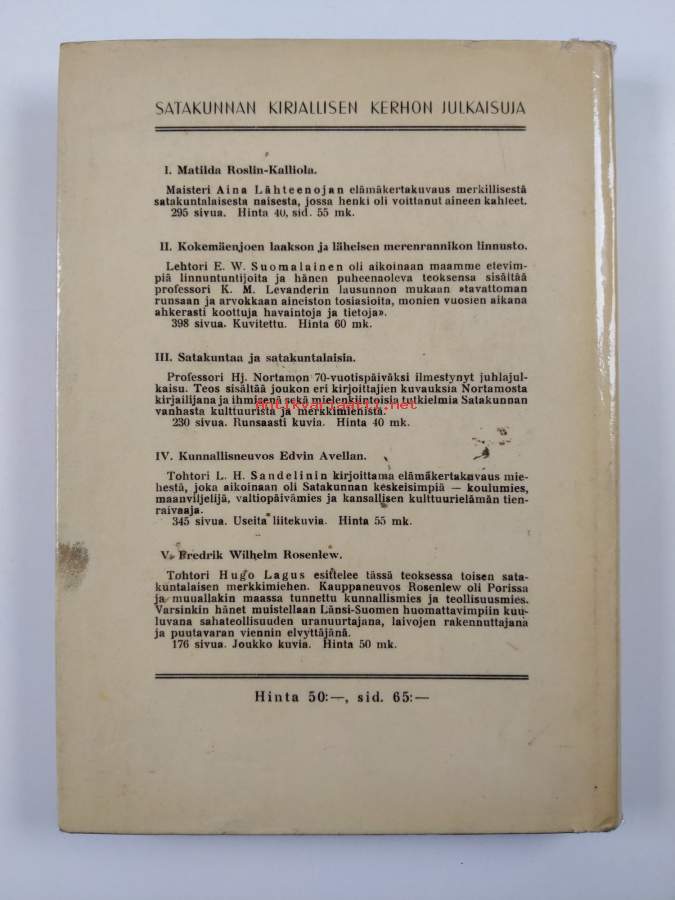 SATAKUNNAN KIRJALLISEN KERHON JULKAISUJA
I. Matilda Roslin-Kalliola.
Maisteri Aina Lähteenojan elämäkertakuvaus merkillisestä
satakuntalaisesta naisesta, jossa henki oli voittanut aineen kahleet.
295 sivua. Hinta 40, sid. 55 mk.
II. Kokemäenjoen laakson ja läheisen merenrannikon linnusto.
Lehtori E. W. Suomalainen oli aikoinaan maamme etevim-
piä linnuntuntijoita ja hänen puheenaoleva teoksensa sisältää
professori K. M. Levanderin lausunnon mukaan »tavattoman
runsaan ja arvokkaan aineiston tosiasioita, monien vuosien aikana
ahkerasti koottuja havaintoja ja tietoja».
398 sivua. Kuvitettu. Hinta 60 mk.
III. Satakuntaa ja satakuntalaisia.
Professori Hj. Nortamon 70-vuotispäiväksi ilmestynyt juhlajul-
kaisu. Teos sisältää joukon eri kirjoittajien kuvauksia Nortamosta
kirjailijana ja ihmisenä sekä mielenkiintoisia tutkielmia Satakunnan
vanhasta kulttuurista ja merkkimiehistä.
antikvariaatti.net
230 sivua. Runsaasti kuvia. Hinta 40 mk.
IV. Kunnallisneuvos Edvin Avellan.
Tohtori L. H. Sandelinin kirjoittama elämäkertakuvaus mie-
hestä, joka aikoinaan oli Satakunnan keskeisimpiä — koulumies,
maanviljelijä, valtiopäivämies ja kansallisen kulttuurielämän tien-
raivaaja.
345 sivua. Useita liitekuvia. Hinta 55 mk.
V. Fredrik Wilhelm Rosenlew.
Tohtori Hugo Lagus esittelee tässä teoksessa toisen sata-
kuntalaisen merkkimiehen. Kauppaneuvos Rosenlew oli Porissa
ja muuallakin maassa tunnettu kunnallismies ja teollisuusmies.
Varsinkin hänet muistellaan Länsi-Suomen huomattavimpiin kuu-
luvana sahateollisuuden uranuurtajana, laivojen rakennuttajana
ja puutavaran viennin elvyttäjänä.
176 sivua. Joukko kuvia. Hinta 50 mk.
Hinta 50:—, sid. 65:—